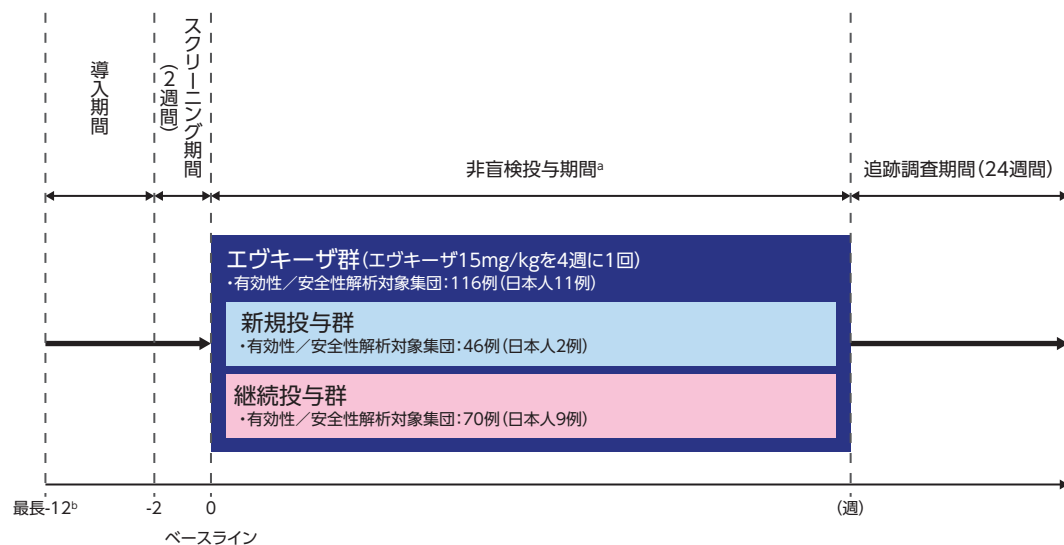 導入期間
スクリーニング期間
(2週間)
非盲検投与期間a
追跡調査期間(24週間)
エヴキーザ群(エヴキーザ15mg/kgを4週に1回)
・有効性／安全性解析対象集団:116例(日本人11例)
新規投与群
・有効性／安全性解析対象集団:46例(日本人2例)
継続投与群
・有効性／安全性解析対象集団:70例(日本人9例)
最長-12b
-2
0
(週)
ベースライン